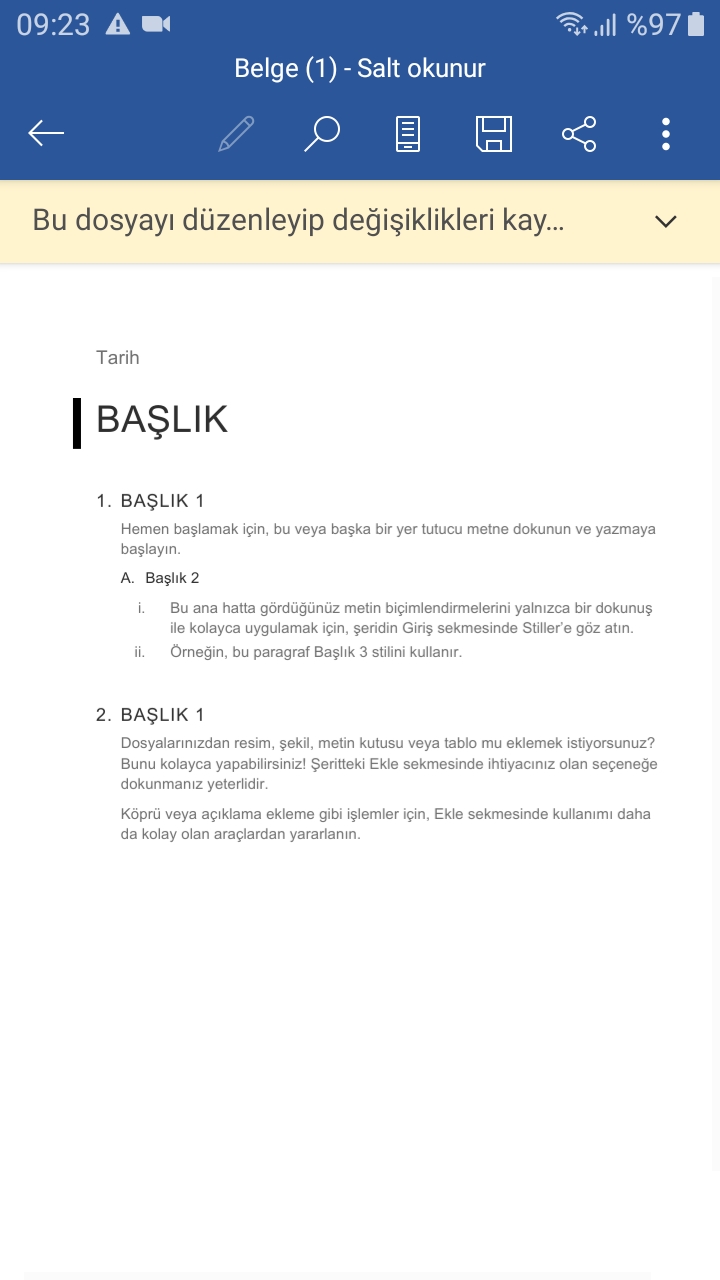 09:23 %97
Belge (1) - Salt okunur
Bu dosyayı düzenleyip değişiklikleri kay...
Tarih
BAŞLIK
1. BAŞLIK 1
Hemen başlamak için, bu veya başka bir yer tutucu metne dokunun ve yazmaya
başlayın.
A. Başlık 2
i. Bu ana hatta gördüğünüz metin biçimlendirmelerini yalnızca bir dokunuş
ile kolayca uygulamak için, şeridin Giriş sekmesinde Stiller’e göz atın.
ii. Örneğin, bu paragraf Başlık 3 stilini kullanır.
2. BAŞLIK 1
Dosyalarınızdan resim, şekil, metin kutusu veya tablo mu eklemek istiyorsunuz?
Bunu kolayca yapabilirsiniz! Şeritteki Ekle sekmesinde ihtiyacınız olan seçeneğe
dokunmanız yeterlidir.
Köprü veya açıklama ekleme gibi işlemler için, Ekle sekmesinde kullanımı daha
da kolay olan araçlardan yararlanın.